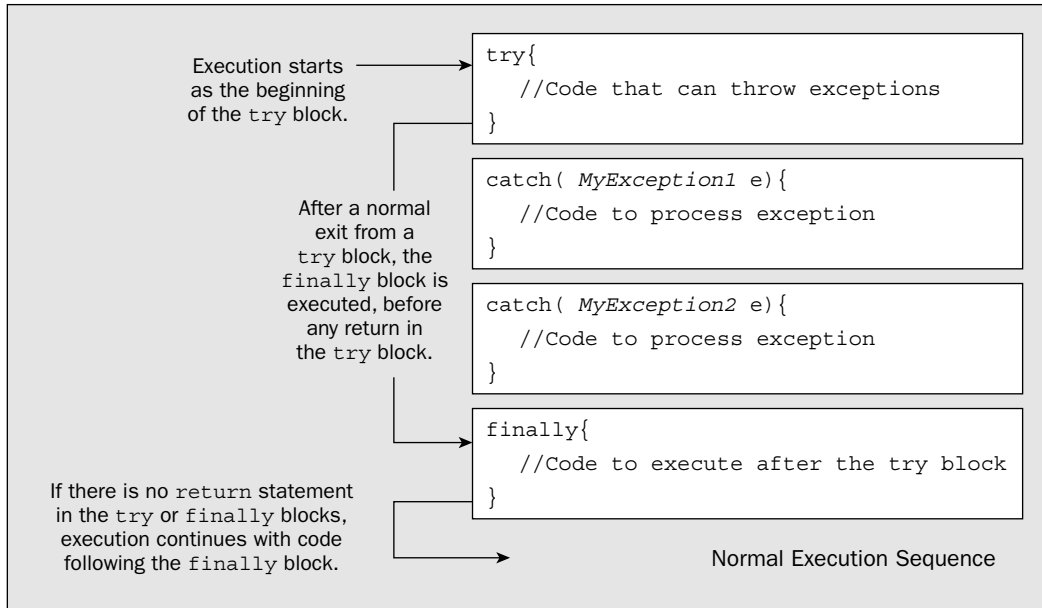 Execution starts
as the beginning
of the try block.
try{
//Code that can throw exceptions
}
catch( MyException1 e){
//Code to process exception
}
After a normal
exit from a
try block, the
finally block is
executed, before
any return in
the try block.
catch( MyException2 e){
//Code to process exception
}
finally{
//Code to execute after the try block
}
If there is no return statement
in the try or finally blocks,
execution continues with code
following the finally block.
Normal Execution Sequence